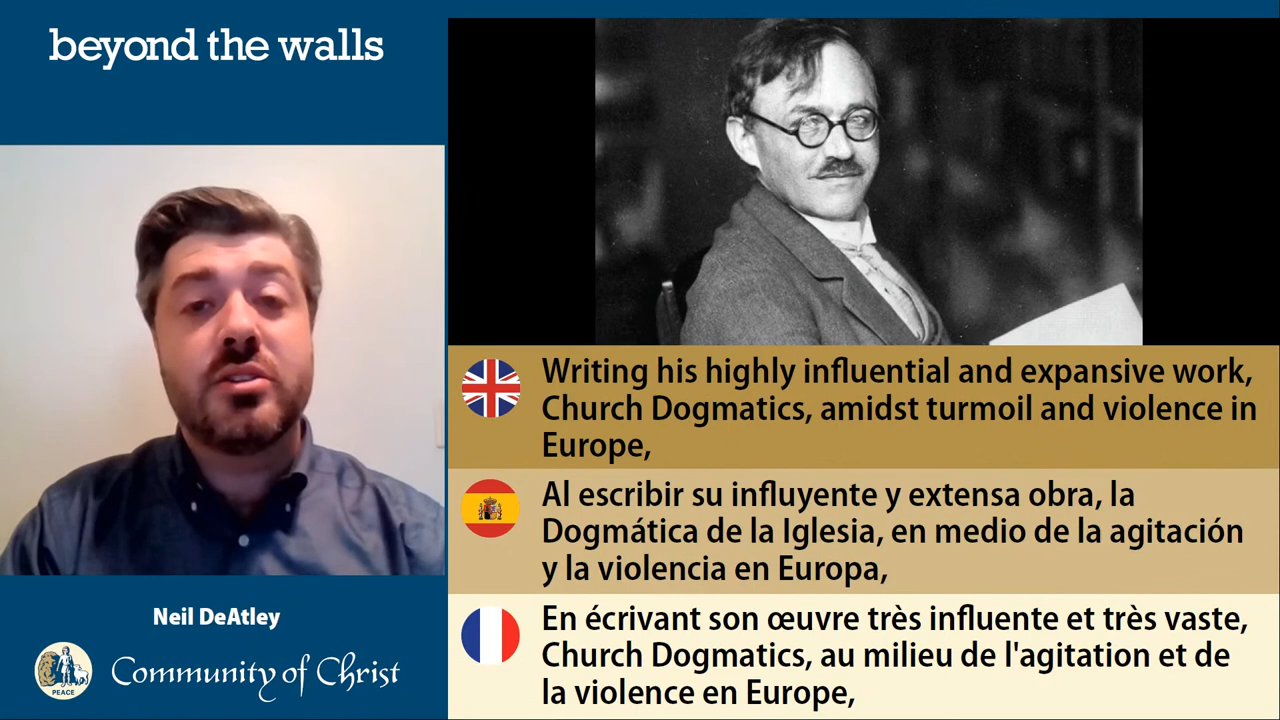 beyond the walls
Writing his highly influential and expansive work,
Church Dogmatics, amidst turmoil and violence in
Europe,
Al escribir su influyente y extensa obra, la
Dogmática de la Iglesia, en medio de la agitación
y la violencia en Europa,
En écrivant son œuvre très influente et très vaste,
Church Dogmatics, au milieu de l'agitation et de
la violence en Europe,
Neil DeAtley
PEACE
Community of Christ